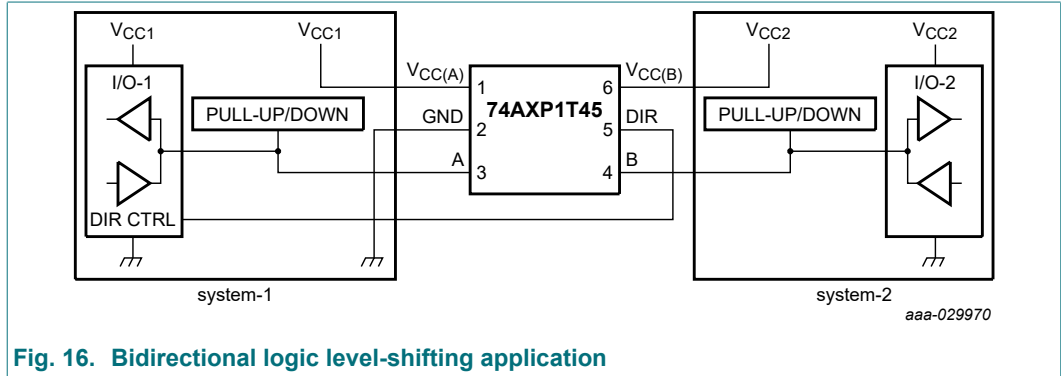 VCC1
VCC1
VCC2
VCC2
I/O-1
VCC(A)
VCC(B)
I/O-2
1
6
PULL-UP/DOWN
74AXP1T45
PULL-UP/DOWN
GND
2
5
DIR
A
3
4
B
DIR CTRL
system-1
system-2
aaa-029970
Fig. 16. Bidirectional logic level-shifting application